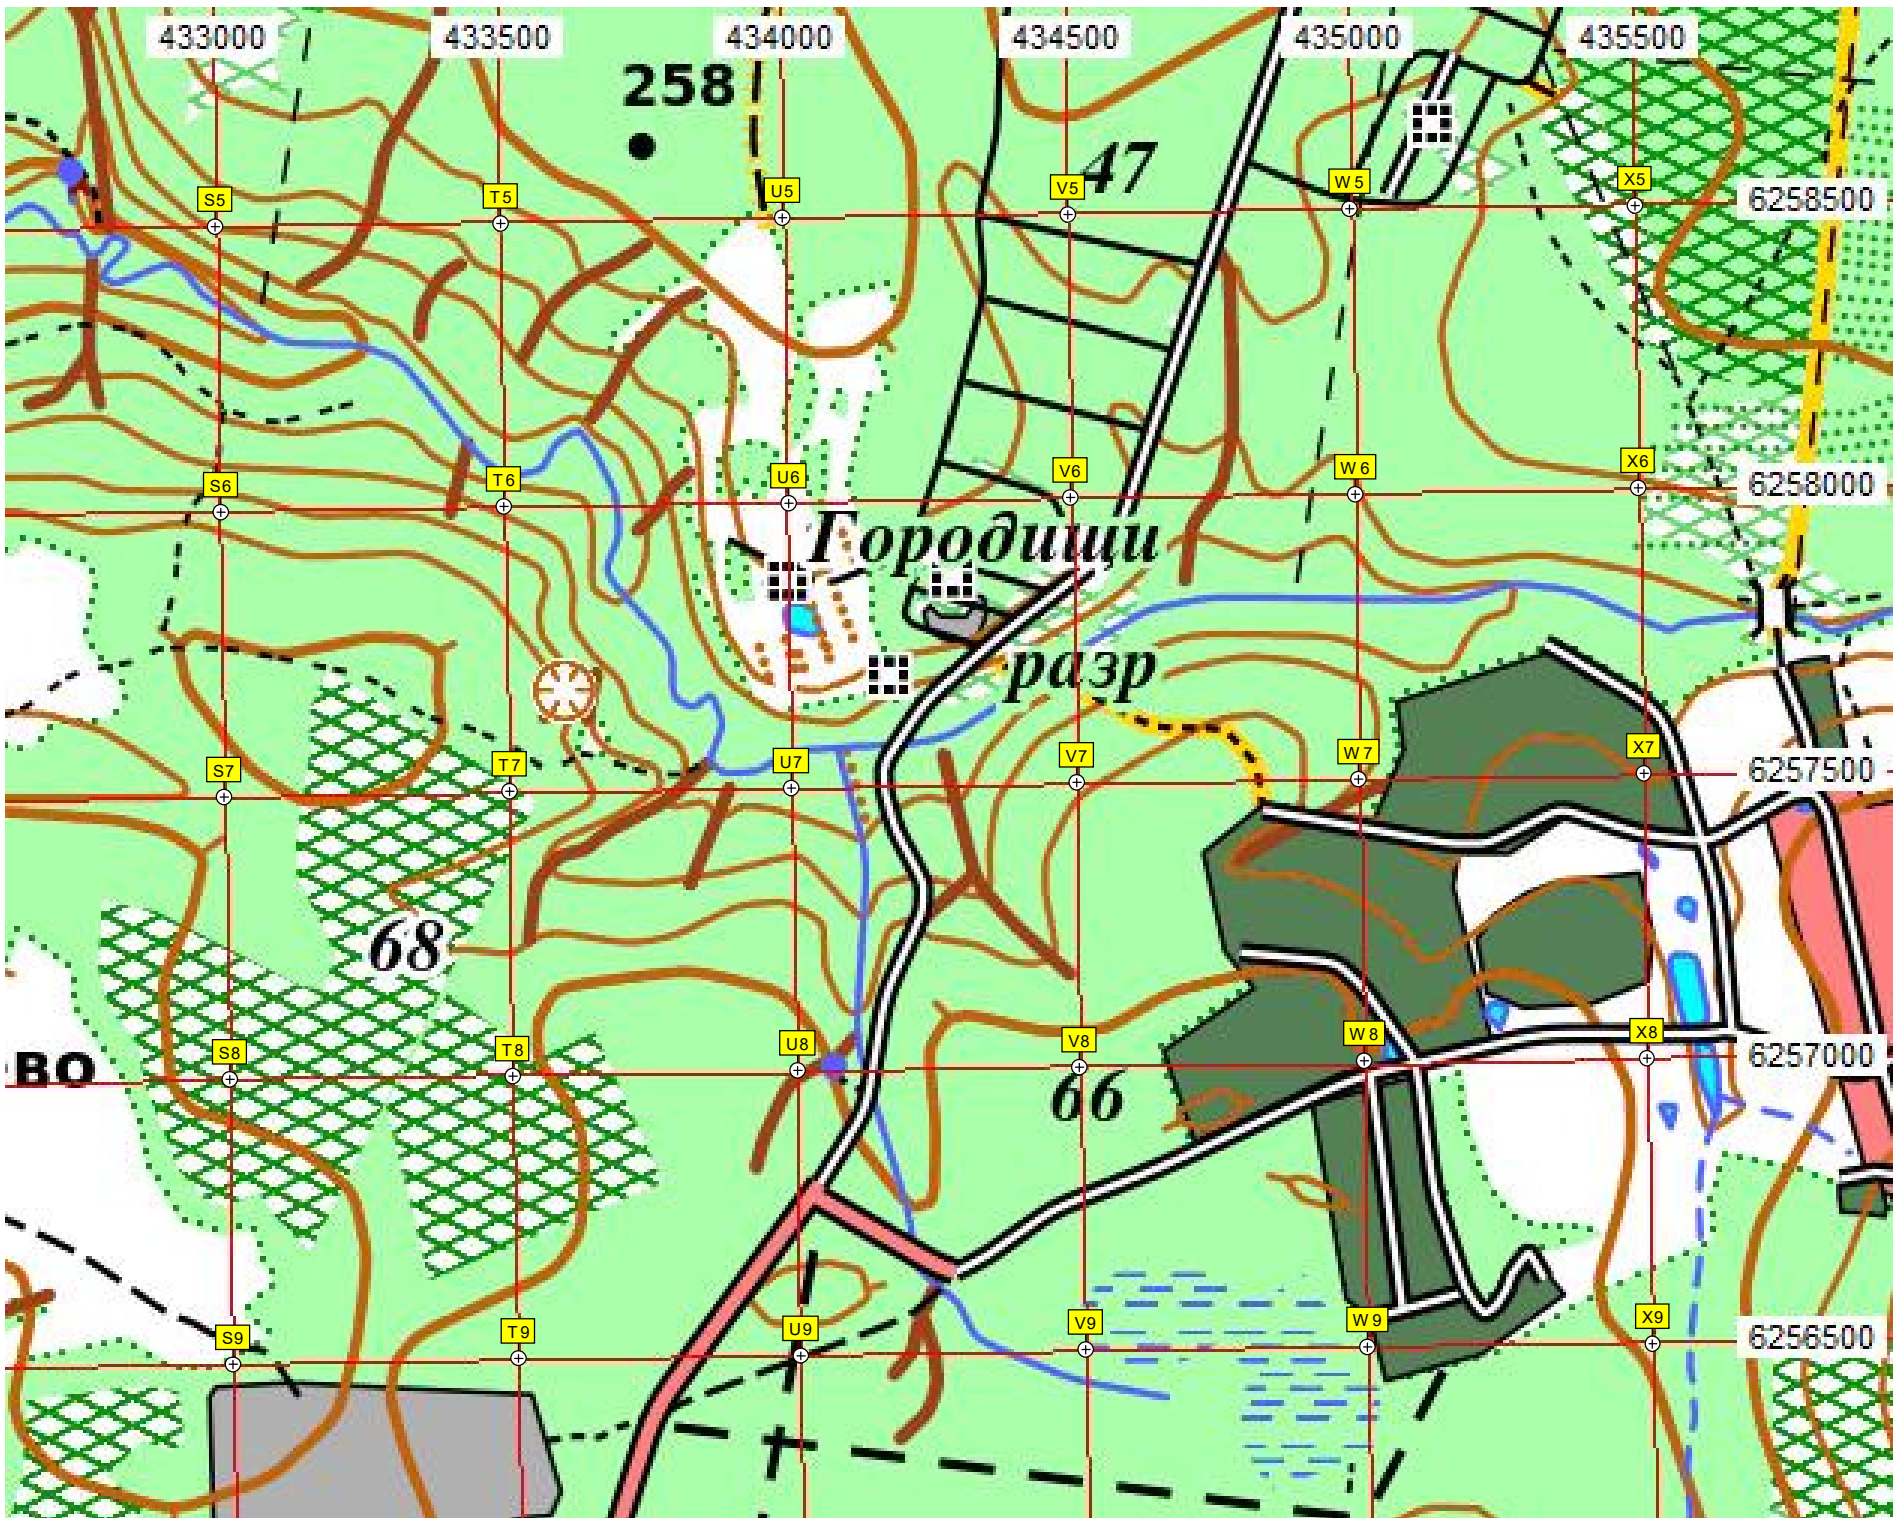 433000 433500 434000 434500 435000 435500
258
47
S5 T5 U5 V5 W5 X5 6258500
S6 T6 U6 V6 W6 X6 6258000
Городищи
разр
S7 T7 U7 V7 W7 X7 6257500
68
S8 T8 U8 V8 W8 X8 6257000
во
66
S9 T9 U9 V9 W9 X9 6256500